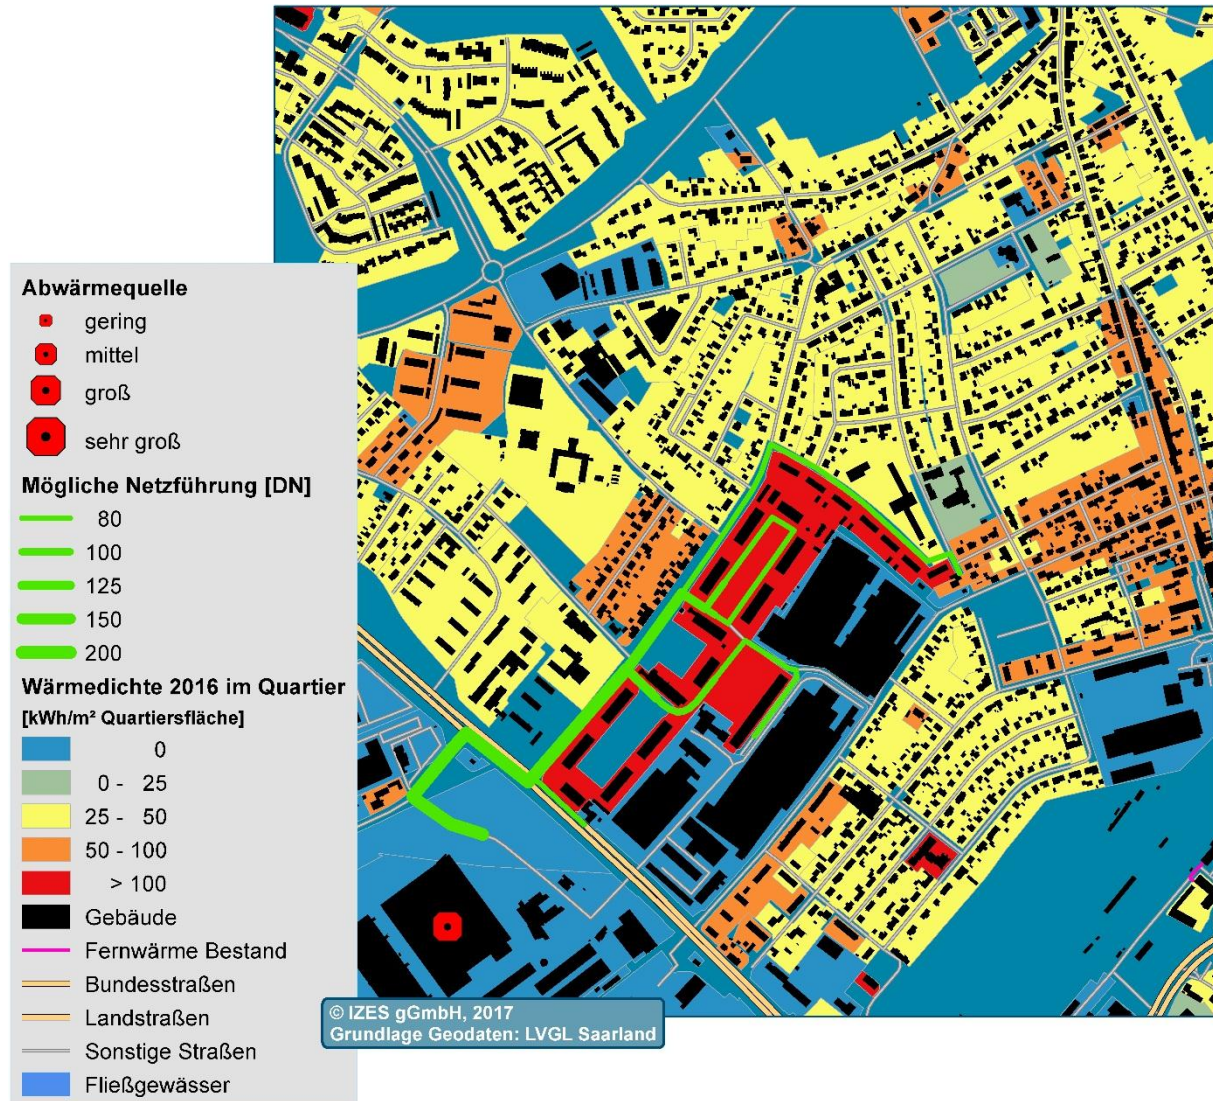 Abwärmequelle
gering
mittel
groß
sehr groß
Mögliche Netzführung [DN]
80
100
125
150
200
Wärmedichte 2016 im Quartier
[kWh/m² Quartiersfläche]
0
0 - 25
25 - 50
50 - 100
> 100
Gebäude
Fernwärme Bestand
Bundesstraßen
Landstraßen
Sonstige Straßen
Fließgewässer
© IZES gGmbH, 2017
Grundlage Geodaten: LVGL Saarland